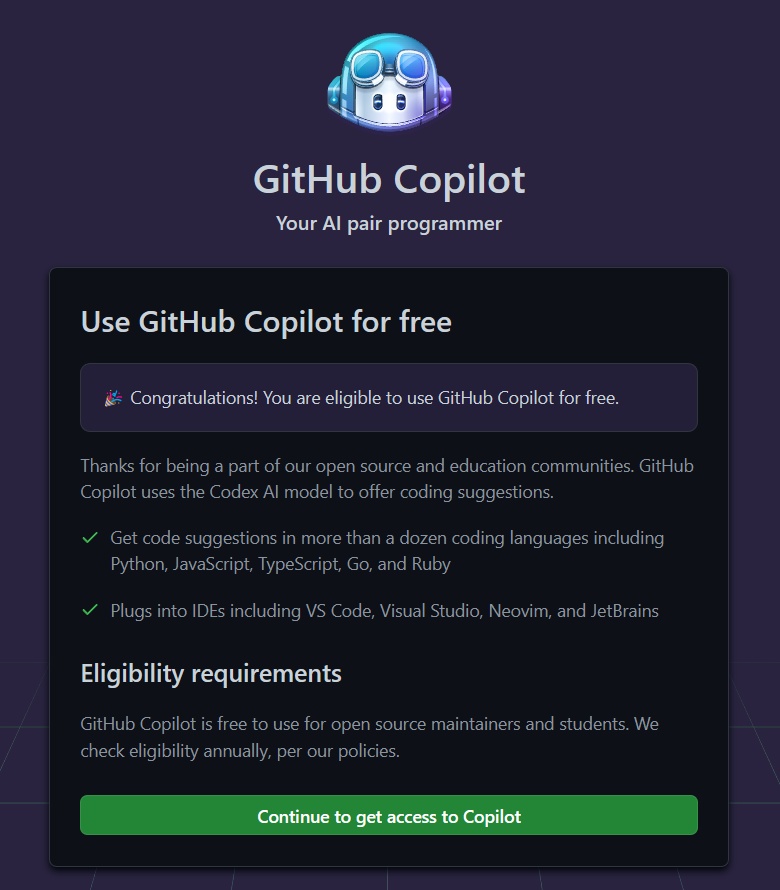 GitHub Copilot
Your AI pair programmer
Use GitHub Copilot for free
🎉 Congratulations! You are eligible to use GitHub Copilot for free.
Thanks for being a part of our open source and education communities. GitHub
Copilot uses the Codex AI model to offer coding suggestions.
Get code suggestions in more than a dozen coding languages including
Python, JavaScript, TypeScript, Go, and Ruby
Plugs into IDEs including VS Code, Visual Studio, Neovim, and JetBrains
Eligibility requirements
GitHub Copilot is free to use for open source maintainers and students. We
check eligibility annually, per our policies.
Continue to get access to Copilot